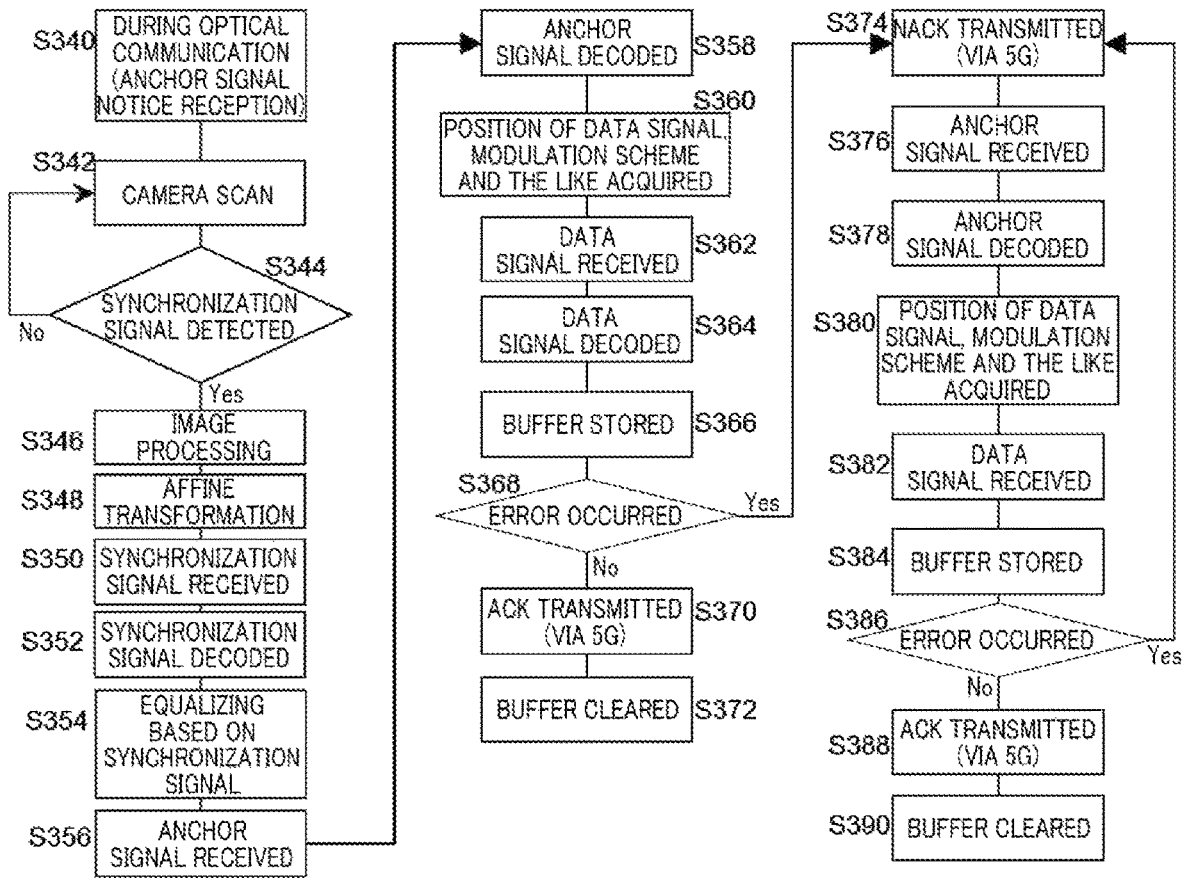 S340
DURING OPTICAL
COMMUNICATION
(ANCHOR SIGNAL
NOTICE RECEPTION)
S342
CAMERA SCAN
S344
SYNCHRONIZATION
SIGNAL DETECTED
No
Yes
S346
IMAGE
PROCESSING
S348
AFFINE
TRANSFORMATION
S350
SYNCHRONIZATION
SIGNAL RECEIVED
S352
SYNCHRONIZATION
SIGNAL DECODED
S354
EQUALIZING
BASED ON
SYNCHRONIZATION
SIGNAL
S356
ANCHOR
SIGNAL RECEIVED
ANCHOR
SIGNAL DECODED
S358
S360
POSITION OF DATA SIGNAL,
MODULATION SCHEME
AND THE LIKE ACQUIRED
DATA
SIGNAL RECEIVED
S362
DATA
SIGNAL DECODED
S364
BUFFER STORED
S366
S368
ERROR OCCURRED
Yes
No
ACK TRANSMITTED
(VIA 5G)
S370
BUFFER CLEARED
S372
S374
NACK TRANSMITTED
(VIA 5G)
S376
ANCHOR
SIGNAL RECEIVED
S378
ANCHOR
SIGNAL DECODED
S380
POSITION OF DATA
SIGNAL, MODULATION
SCHEME AND THE LIKE
ACQUIRED
S382
DATA
SIGNAL RECEIVED
S384
BUFFER STORED
S386
ERROR OCCURRED
Yes
No
S388
ACK TRANSMITTED
(VIA 5G)
S390
BUFFER CLEARED